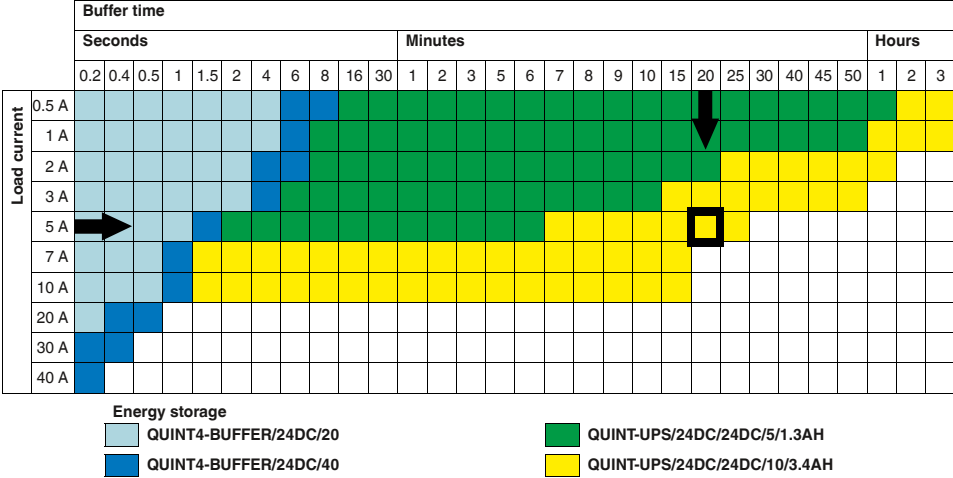 Buffer time
Seconds Minutes Hours
0.2 0.4 0.5 1 1.5 2 4 6 8 16 30 1 2 3 5 6 7 8 9 10 15 20 25 30 40 45 50 1 2 3
Load current
0.5 A
1 A
2 A
3 A
5 A
7 A
10 A
20 A
30 A
40 A
Energy storage
QUINT4-BUFFER/24DC/20 QUINT-UPS/24DC/24DC/5/1.3AH
QUINT4-BUFFER/24DC/40 QUINT-UPS/24DC/24DC/10/3.4AH